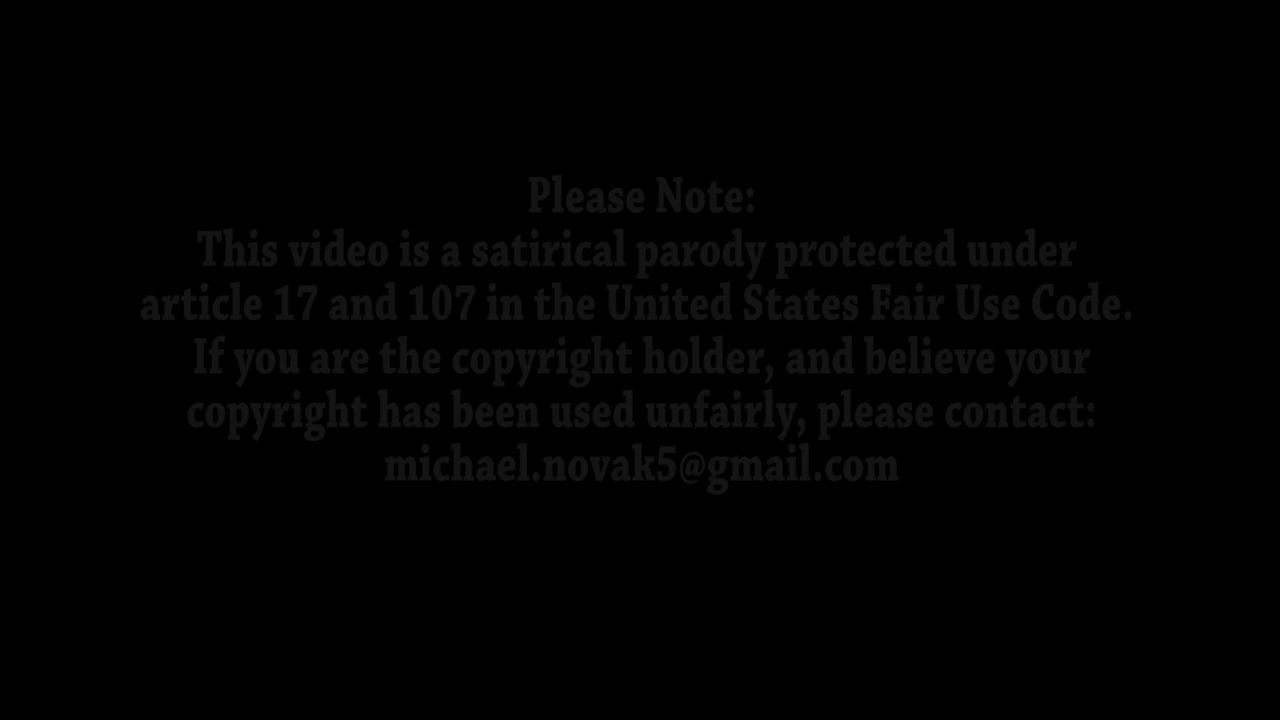 Please Note:
This video is a satirical parody protected under
article 17 and 107 in the United States Fair Use Code.
If you are the copyright holder, and believe your
copyright has been used unfairly, please contact:
michael.novak5@gmail.com